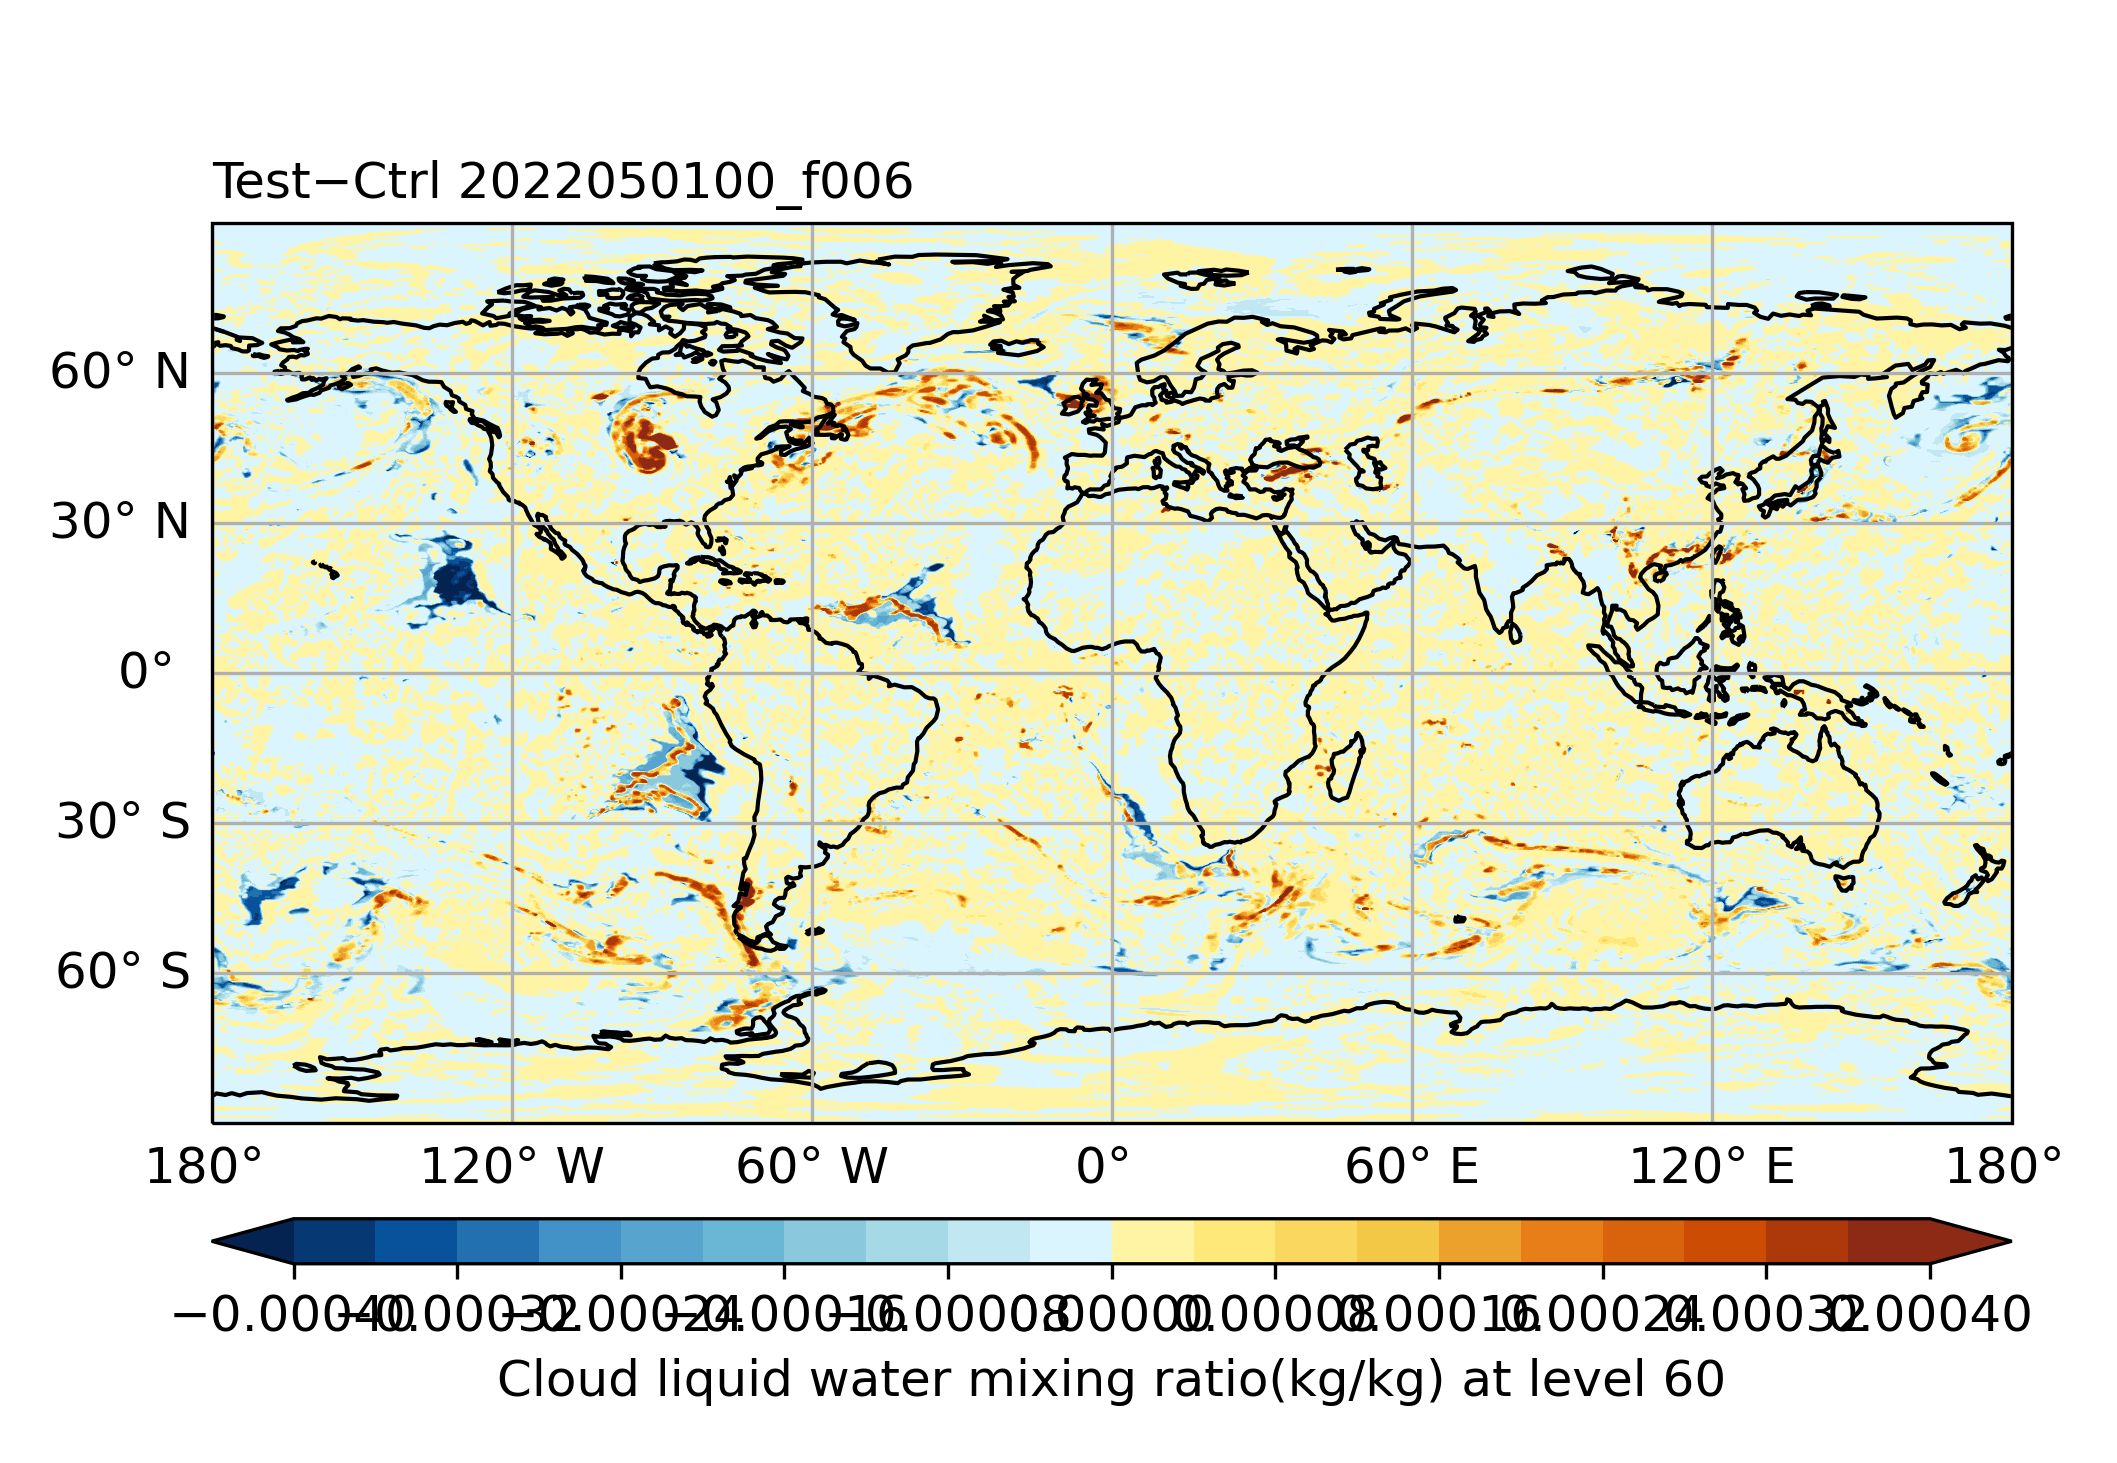 Test−Ctrl 2022050100_f006
60° N
30° N
0°
30° S
60° S
180° 120° W 60° W 0° 60° E 120° E 180°
−0.00040 −0.00032 −0.00024 −0.00016 −0.00008 0.00000 0.00008 0.00016 0.00024 0.00032 0.00040
Cloud liquid water mixing ratio(kg/kg) at level 60